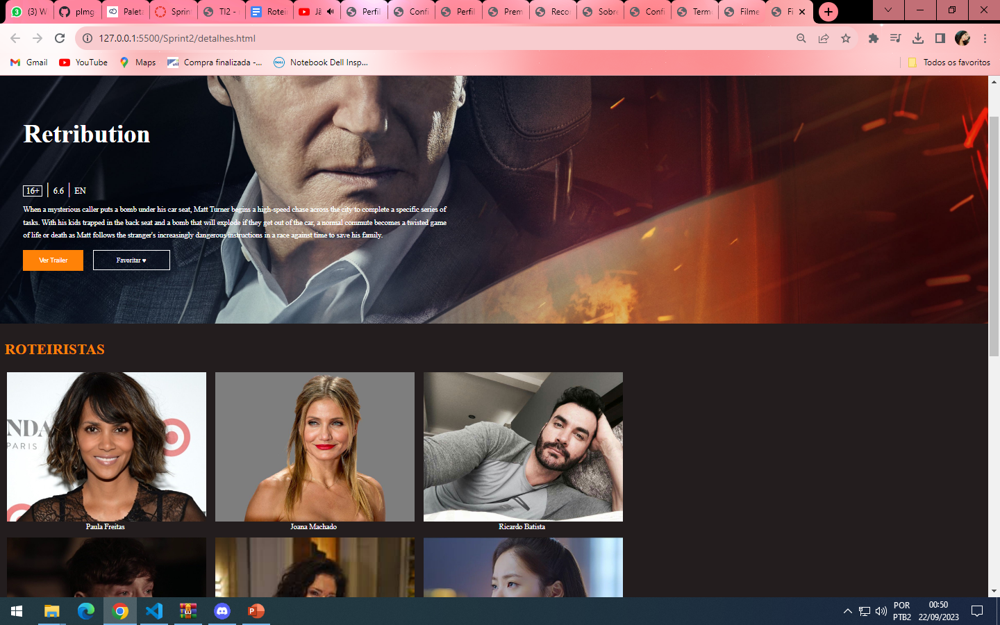 3
(3) W
plmg
Palet
Sprin
TI2 -
Rotei
Jã
Perfil
Confi
Perfil
Prem
Reco
Sobre
Confi
Term
Filme
Fi
127.0.0.1:5500/Sprint2/detalhes.html
Gmail
YouTube
Maps
Compra finalizada -...
Notebook Dell Insp...
Todos os favoritos
Retribution
16+ 6.6 EN
When a mysterious caller puts a bomb under his car seat, Matt Turner begins a high-speed chase across the city to complete a specific series of
tasks. With his kids trapped in the back seat and a bomb that will explode if they get out of the car, a normal commute becomes a twisted game
of life or death as Matt follows the stranger's increasingly dangerous instructions in a race against time to save his family.
Ver Trailer
Favoritar ♥
ROTEIRISTAS
NDA
PARIS
Paula Freitas
Joana Machado
Ricardo Batista
POR
PTB2
00:50
22/09/2023